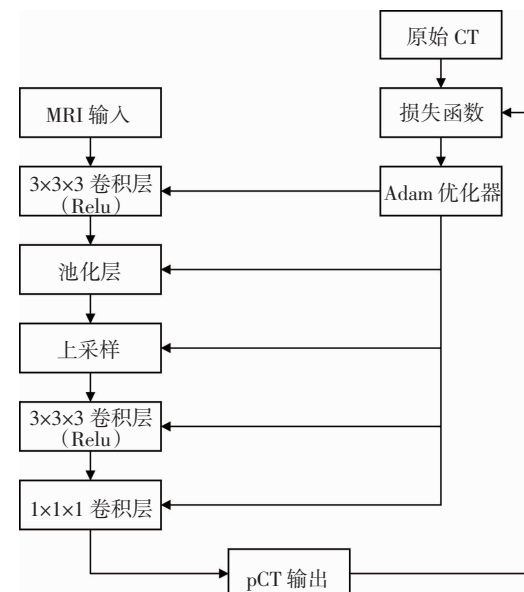 原始 CT
MRI 输入
损失函数
3×3×3 卷积层
（Relu）
Adam 优化器
池化层
上采样
3×3×3 卷积层
（Relu）
1×1×1 卷积层
pCT 输出